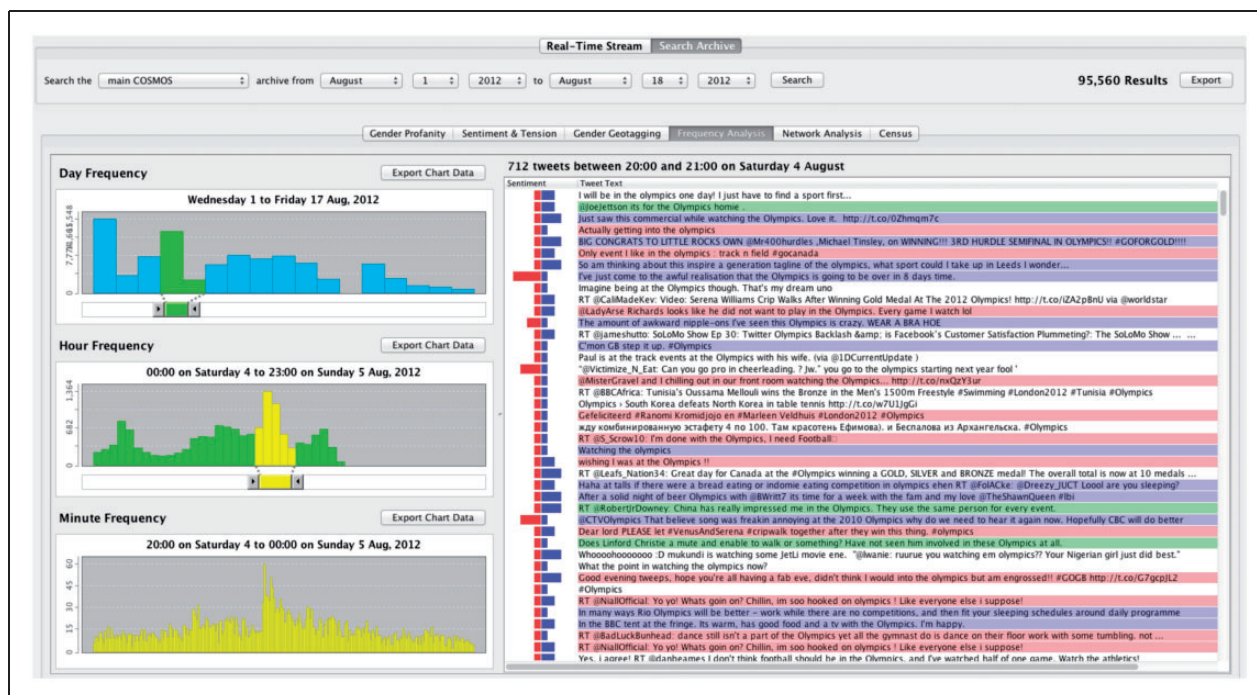 Real-Time Stream Search Archive
Search the main COSMOS archive from August 1 2012 to August 18 2012 Search 95,560 Results Export
Gender Profanity Sentiment & Tension Gender Geotagging Frequency Analysis Network Analysis Census
Day Frequency Export Chart Data
Wednesday 1 to Friday 17 Aug, 2012
0
Hour Frequency Export Chart Data
00:00 on Saturday 4 to 23:00 on Sunday 5 Aug, 2012
1,364
682
0
Minute Frequency Export Chart Data
20:00 on Saturday 4 to 00:00 on Sunday 5 Aug, 2012
60
45
30
15
0
712 tweets between 20:00 and 21:00 on Saturday 4 August
Sentiment Tweet Text
I will be in the olympics one day! I just have to find a sport first...
@JoeJettson its for the Olympics home .
Just saw this commercial while watching the Olympics. Love it. http://t.co/0Zhmqm7c
Actually getting into the olympics
BIG CONGRATS TO LITTLE ROCKS OWN @Mr400hurdles ,Michael Tinsley, on WINNING!!! 3RD HURDLE SEMIFINAL IN OLYMPICS!! #GOFORGOLD!!!!
Only event I like in the olympics : track n field #gocanada
So am thinking about this inspire a generation tagline of the olympics, what sport could I take up in Leeds I wonder...
I've just come to the awful realisation that the Olympics is going to be over in 8 days time.
Imagine being at the Olympics though. That's my dream uno
RT @CaliMadeKev: Video: Serena Williams Crip Walks After Winning Gold Medal At The 2012 Olympics! http://t.co/iZA2pBnU via @worldstar
@LadyArse Richards looks like he did not want to play in the Olympics. Every game I watch lol
The amount of awkward nipple-ons I've seen this Olympics is crazy. WEAR A BRA HOE
RT @jameshutto: SoLoMo Show Ep 30: Twitter Olympics Backlash &amp; is Facebook's Customer Satisfaction Plummeting?: The SoLoMo Show ... ...
C'mon GB step it up. #Olympics
Paul is at the track events at the Olympics with his wife. (via @1DCurrentUpdate )
"@Victimize_N_Eat: Can you go pro in cheerleading. ? Jw." you go to the olympics starting next year fool '
@MisterGravel and I chilling out in our front room watching the Olympics... http://t.co/nxQzY3ur
RT @BBCAfrica: Tunisia's Oussama Mellouli wins the Bronze in the Men's 1500m Freestyle #Swimming #London2012 #Tunisia #Olympics
Olympics › South Korea defeats North Korea in table tennis http://t.co/w7U1JgGi
Gefeliciteerd #Ranomi Kromidjojo en #Marleen Veldhuis #London2012 #Olympics
жду комбинированную эстафету 4 по 100. Там красотень Ефимова). и Беспалова из Архангельска. #Olympics
RT @S_Scrow10: I'm done with the Olympics, I need Football
Watching the olympics
wishing I was at the Olympics !!
RT @Leafs_Nation34: Great day for Canada at the #Olympics winning a GOLD, SILVER and BRONZE medal! The overall total is now at 10 medals ...
Haha at talls if there were a bread eating or indomie eating competition in olympics ehen RT @FolACke: @Dreezy_JUCT Loool are you sleeping?
After a solid night of beer Olympics with @BWritt7 its time for a week with the fam and my love @TheShawnQueen #lbi
RT @RobertJrDowney: China has really impressed me in the Olympics. They use the same person for every event.
@CTVOlympics That believe song was freakin annoying at the 2010 Olympics why do we need to hear it again now. Hopefully CBC will do better
Dear lord PLEASE let #VenusAndSerena #cripwalk together after they win this thing. #olympics
Does Linford Christie a mute and enable to walk or something? Have not seen him involved in these Olympics at all.
Whoooohooooooo :D mukundi is watching some JetLi movie ene. "@Iwanie: ruurue you watching em olympics?? Your Nigerian girl just did best."
What the point in watching the olympics now?
Good evening tweeps, hope you're all having a fab eve, didn't think I would into the olympics but am engrossed!! #GOGB http://t.co/G7gcpJL2
#Olympics
RT @NiallOfficial: Yo yo! Whats goin on? Chillin, im soo hooked on olympics ! Like everyone else i suppose!
In many ways Rio Olympics will be better - work while there are no competitions, and then fit your sleeping schedules around daily programme
In the BBC tent at the fringe. Its warm, has good food and a tv with the Olympics. I'm happy.
RT @BadLuckBunhead: dance still isn't a part of the Olympics yet all the gymnast do is dance on their floor work with some tumbling. not ...
RT @NiallOfficial: Yo yo! Whats goin on? Chillin, im soo hooked on olympics ! Like everyone else i suppose!
Yes, i agree! RT @danbeames I don't think football should be in the Olympics, and I've watched half of one game. Watch the athletics!